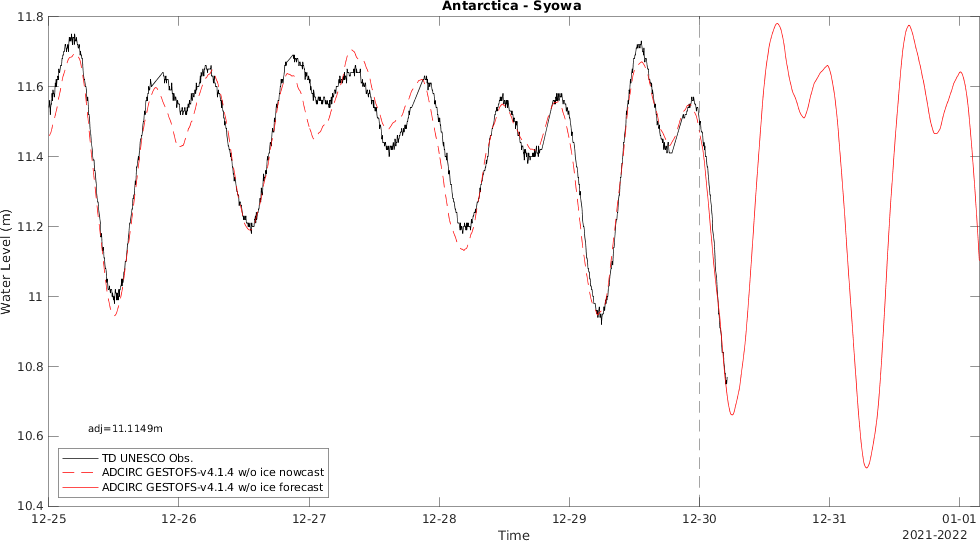 Antarctica - Syowa
Water Level (m)
11.8
11.6
11.4
11.2
11
10.8
10.6
10.4
adj=11.1149m
TD UNESCO Obs.
ADCIRC GESTOFS-v4.1.4 w/o ice nowcast
ADCIRC GESTOFS-v4.1.4 w/o ice forecast
12-25 12-26 12-27 12-28 12-29 12-30 12-31 01-01
Time
2021-2022